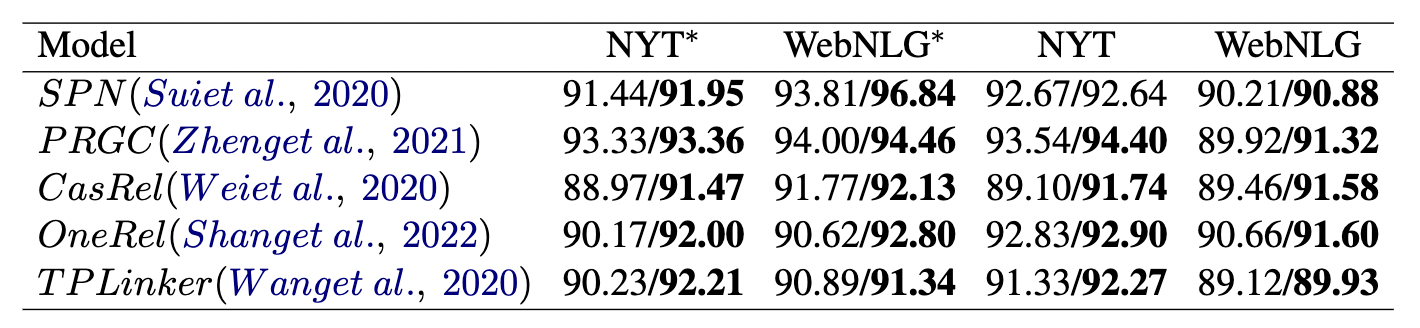 Model NYT* WebNLG* NYT WebNLG
SPN(Suiet al., 2020) 91.44/91.95 93.81/96.84 92.67/92.64 90.21/90.88
PRGC(Zhenget al., 2021) 93.33/93.36 94.00/94.46 93.54/94.40 89.92/91.32
CasRel(Weiet al., 2020) 88.97/91.47 91.77/92.13 89.10/91.74 89.46/91.58
OneRel(Shanget al., 2022) 90.17/92.00 90.62/92.80 92.83/92.90 90.66/91.60
TPLinker(Wanget al., 2020) 90.23/92.21 90.89/91.34 91.33/92.27 89.12/89.93